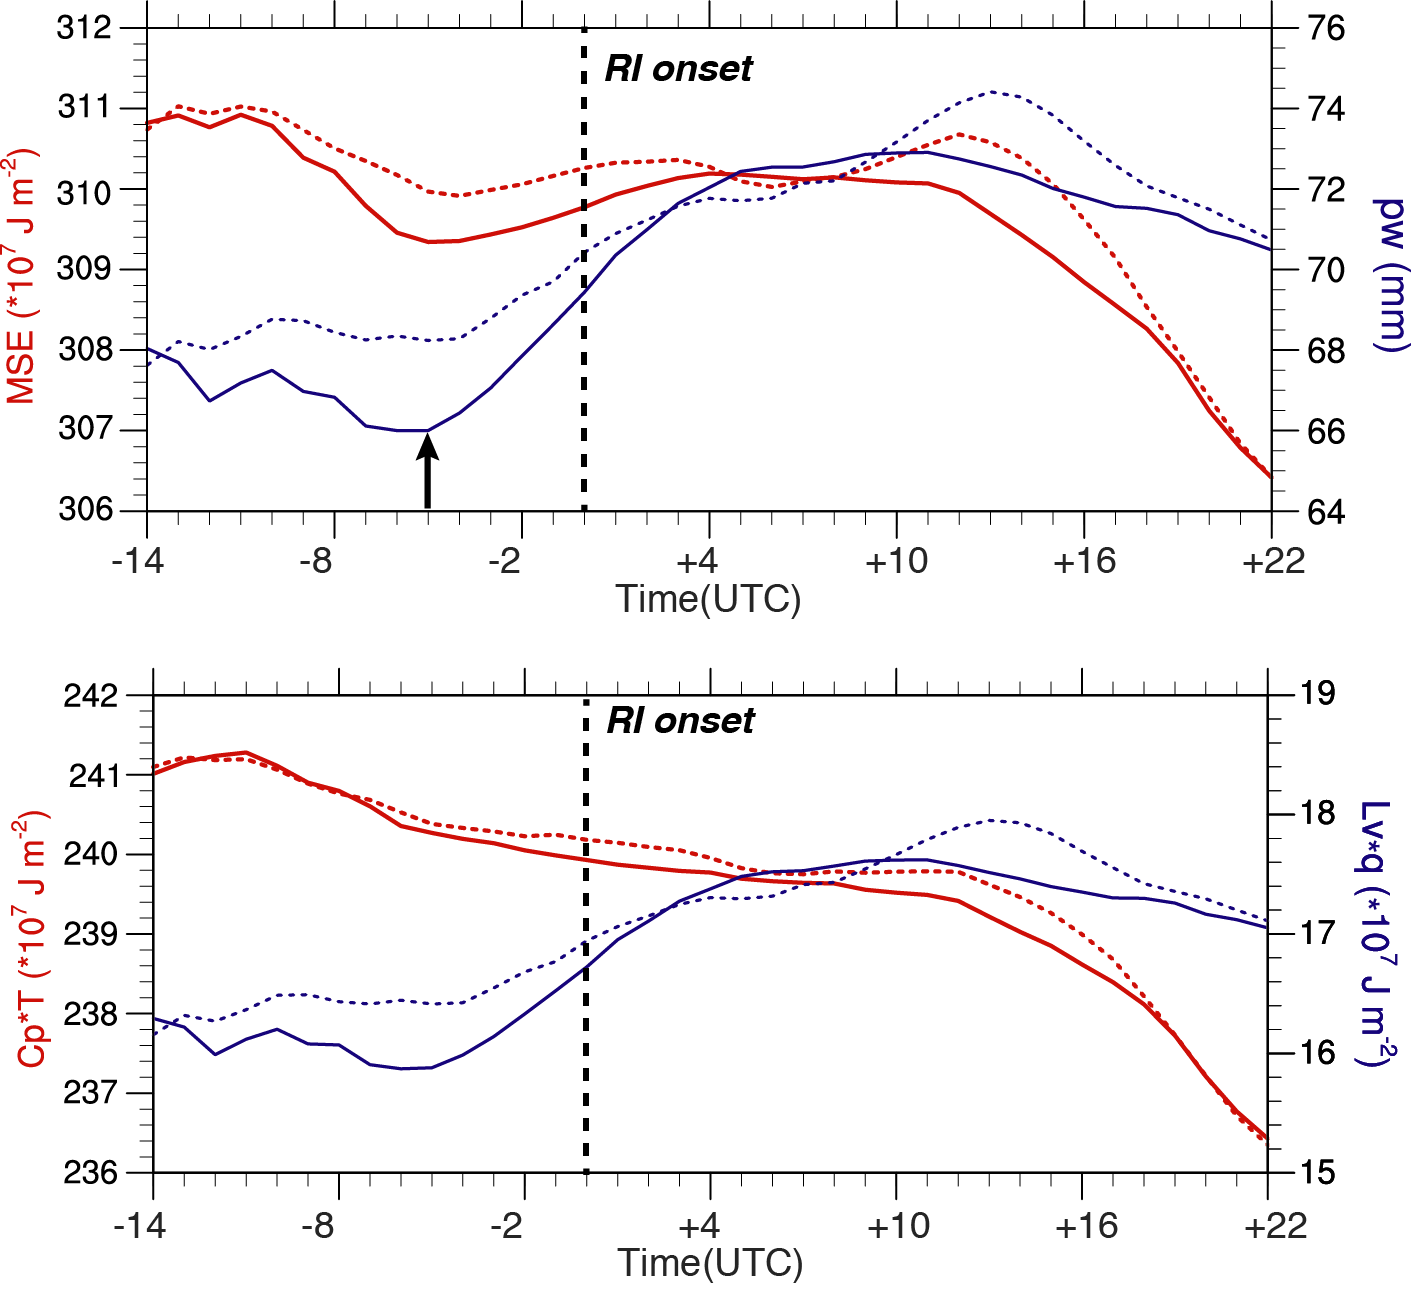 312
311
310
309
308
307
306
MSE (*10⁷ J m⁻²)
RI onset
76
74
72
70
68
66
64
pw (mm)
-14 -8 -2 +4 +10 +16 +22
Time(UTC)
242
241
240
239
238
237
236
Cp*T (*10⁷ J m⁻²)
RI onset
19
18
17
16
15
Lv*q (*10⁷ J m⁻²)
-14 -8 -2 +4 +10 +16 +22
Time(UTC)